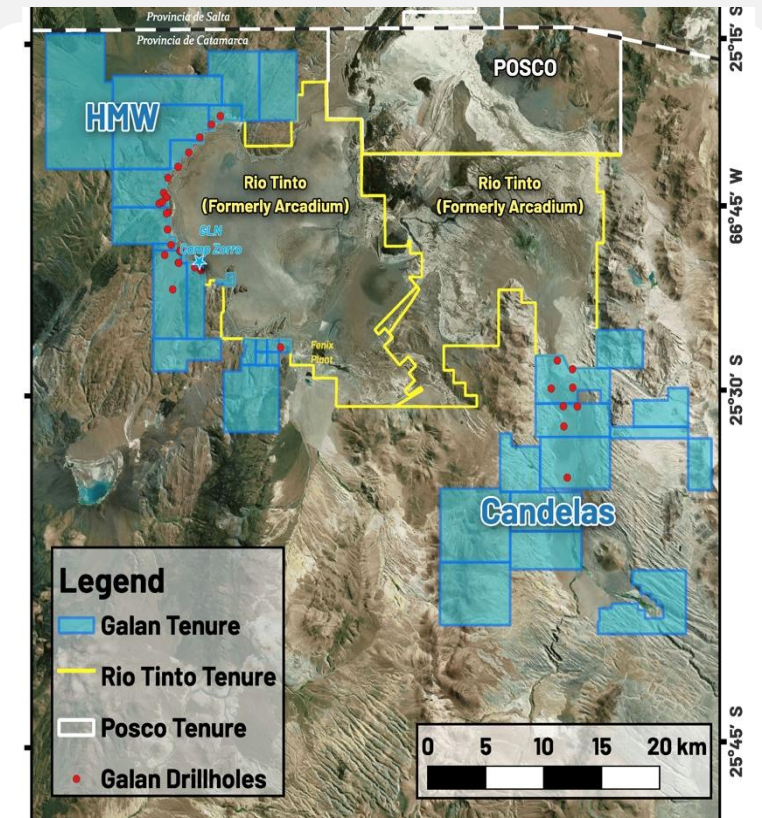 Provincia de Salta
Provincia de Catamarca
25°15' S
POSCO
HMW
Rio Tinto
(Formerly Arcadium)
Rio Tinto
(Formerly Arcadium)
66°45' W
GLN
Camp Zorro
Fenix
Plant
25°30' S
Candelas
Legend
Galan Tenure
Rio Tinto Tenure
Posco Tenure
Galan Drillholes
0 5 10 15 20 km
25°45' S